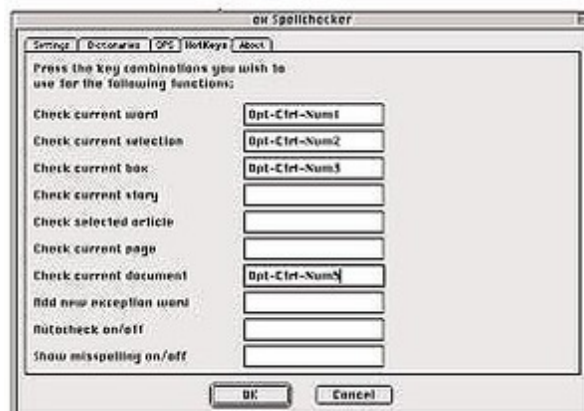 ow Spellchecker
Settings Dictionaries OPS HotKeys About
Press the key combinations you wish to
use for the following functions:
Check current word Opt-Ctrl-Num1
Check current selection Opt-Ctrl-Num2
Check current box Opt-Ctrl-Num3
Check current story
Check selected article
Check current page
Check current document Opt-Ctrl-Num5
Add new exception word
Autocheck on/off
Show misspelling on/off
OK Cancel